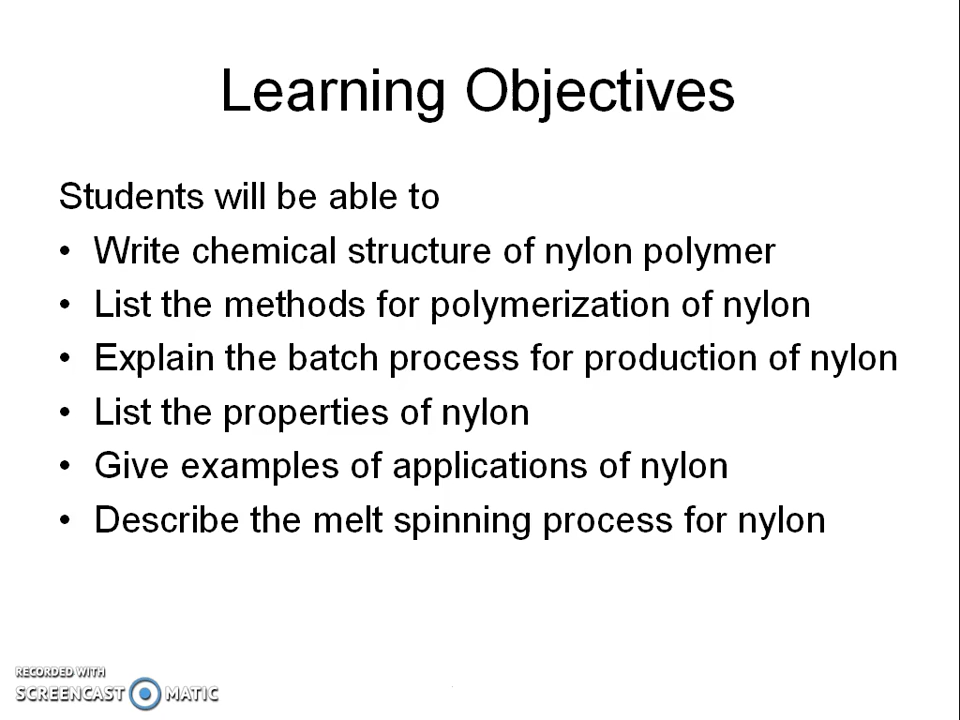 Learning Objectives
Students will be able to
• Write chemical structure of nylon polymer
• List the methods for polymerization of nylon
• Explain the batch process for production of nylon
• List the properties of nylon
• Give examples of applications of nylon
• Describe the melt spinning process for nylon
RECORDED WITH
SCREENCAST MATIC